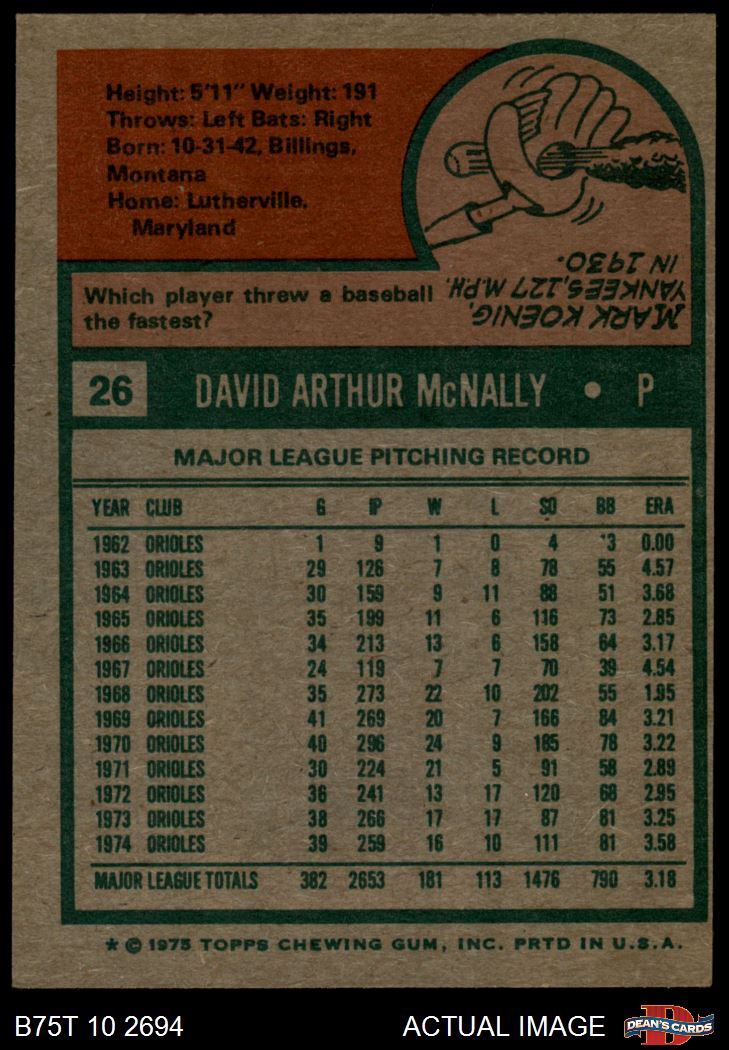 Height: 5'11" Weight: 191
Throws: Left Bats: Right
Born: 10-31-42, Billings,
Montana
Home: Lutherville,
Maryland
Which player threw a baseball
the fastest?
MARK KOENIG,
YANKEES, 127 M.P.H.
IN 1930.
26 DAVID ARTHUR McNALLY • P
MAJOR LEAGUE PITCHING RECORD
YEAR CLUB G IP W L SO BB ERA
1962 ORIOLES 1 9 1 0 4 3 0.00
1963 ORIOLES 29 126 7 8 78 55 4.57
1964 ORIOLES 30 159 9 11 88 51 3.68
1965 ORIOLES 35 199 11 6 116 73 2.85
1966 ORIOLES 34 213 13 6 158 64 3.17
1967 ORIOLES 24 119 7 7 70 39 4.54
1968 ORIOLES 35 273 22 10 202 55 1.95
1969 ORIOLES 41 269 20 7 166 84 3.21
1970 ORIOLES 40 296 24 9 185 78 3.22
1971 ORIOLES 30 224 21 5 91 58 2.89
1972 ORIOLES 36 241 13 17 120 68 2.95
1973 ORIOLES 38 266 17 17 87 81 3.25
1974 ORIOLES 39 259 16 10 111 81 3.58
MAJOR LEAGUE TOTALS 382 2653 181 113 1476 790 3.18
* © 1975 TOPPS CHEWING GUM, INC. PRTD IN U.S.A.
B75T 10 2694 ACTUAL IMAGE D DEAN'S CARDS